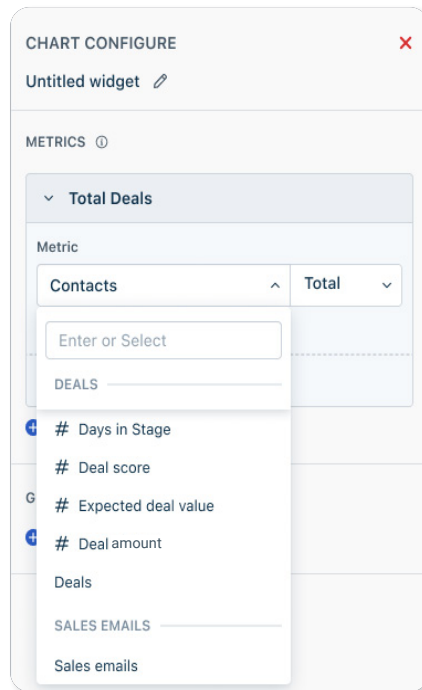 CHART CONFIGURE
Untitled widget
METRICS
Total Deals
Metric
Contacts Total
Enter or Select
DEALS
# Days in Stage
# Deal score
G
# Expected deal value
# Deal amount
Deals
SALES EMAILS
Sales emails